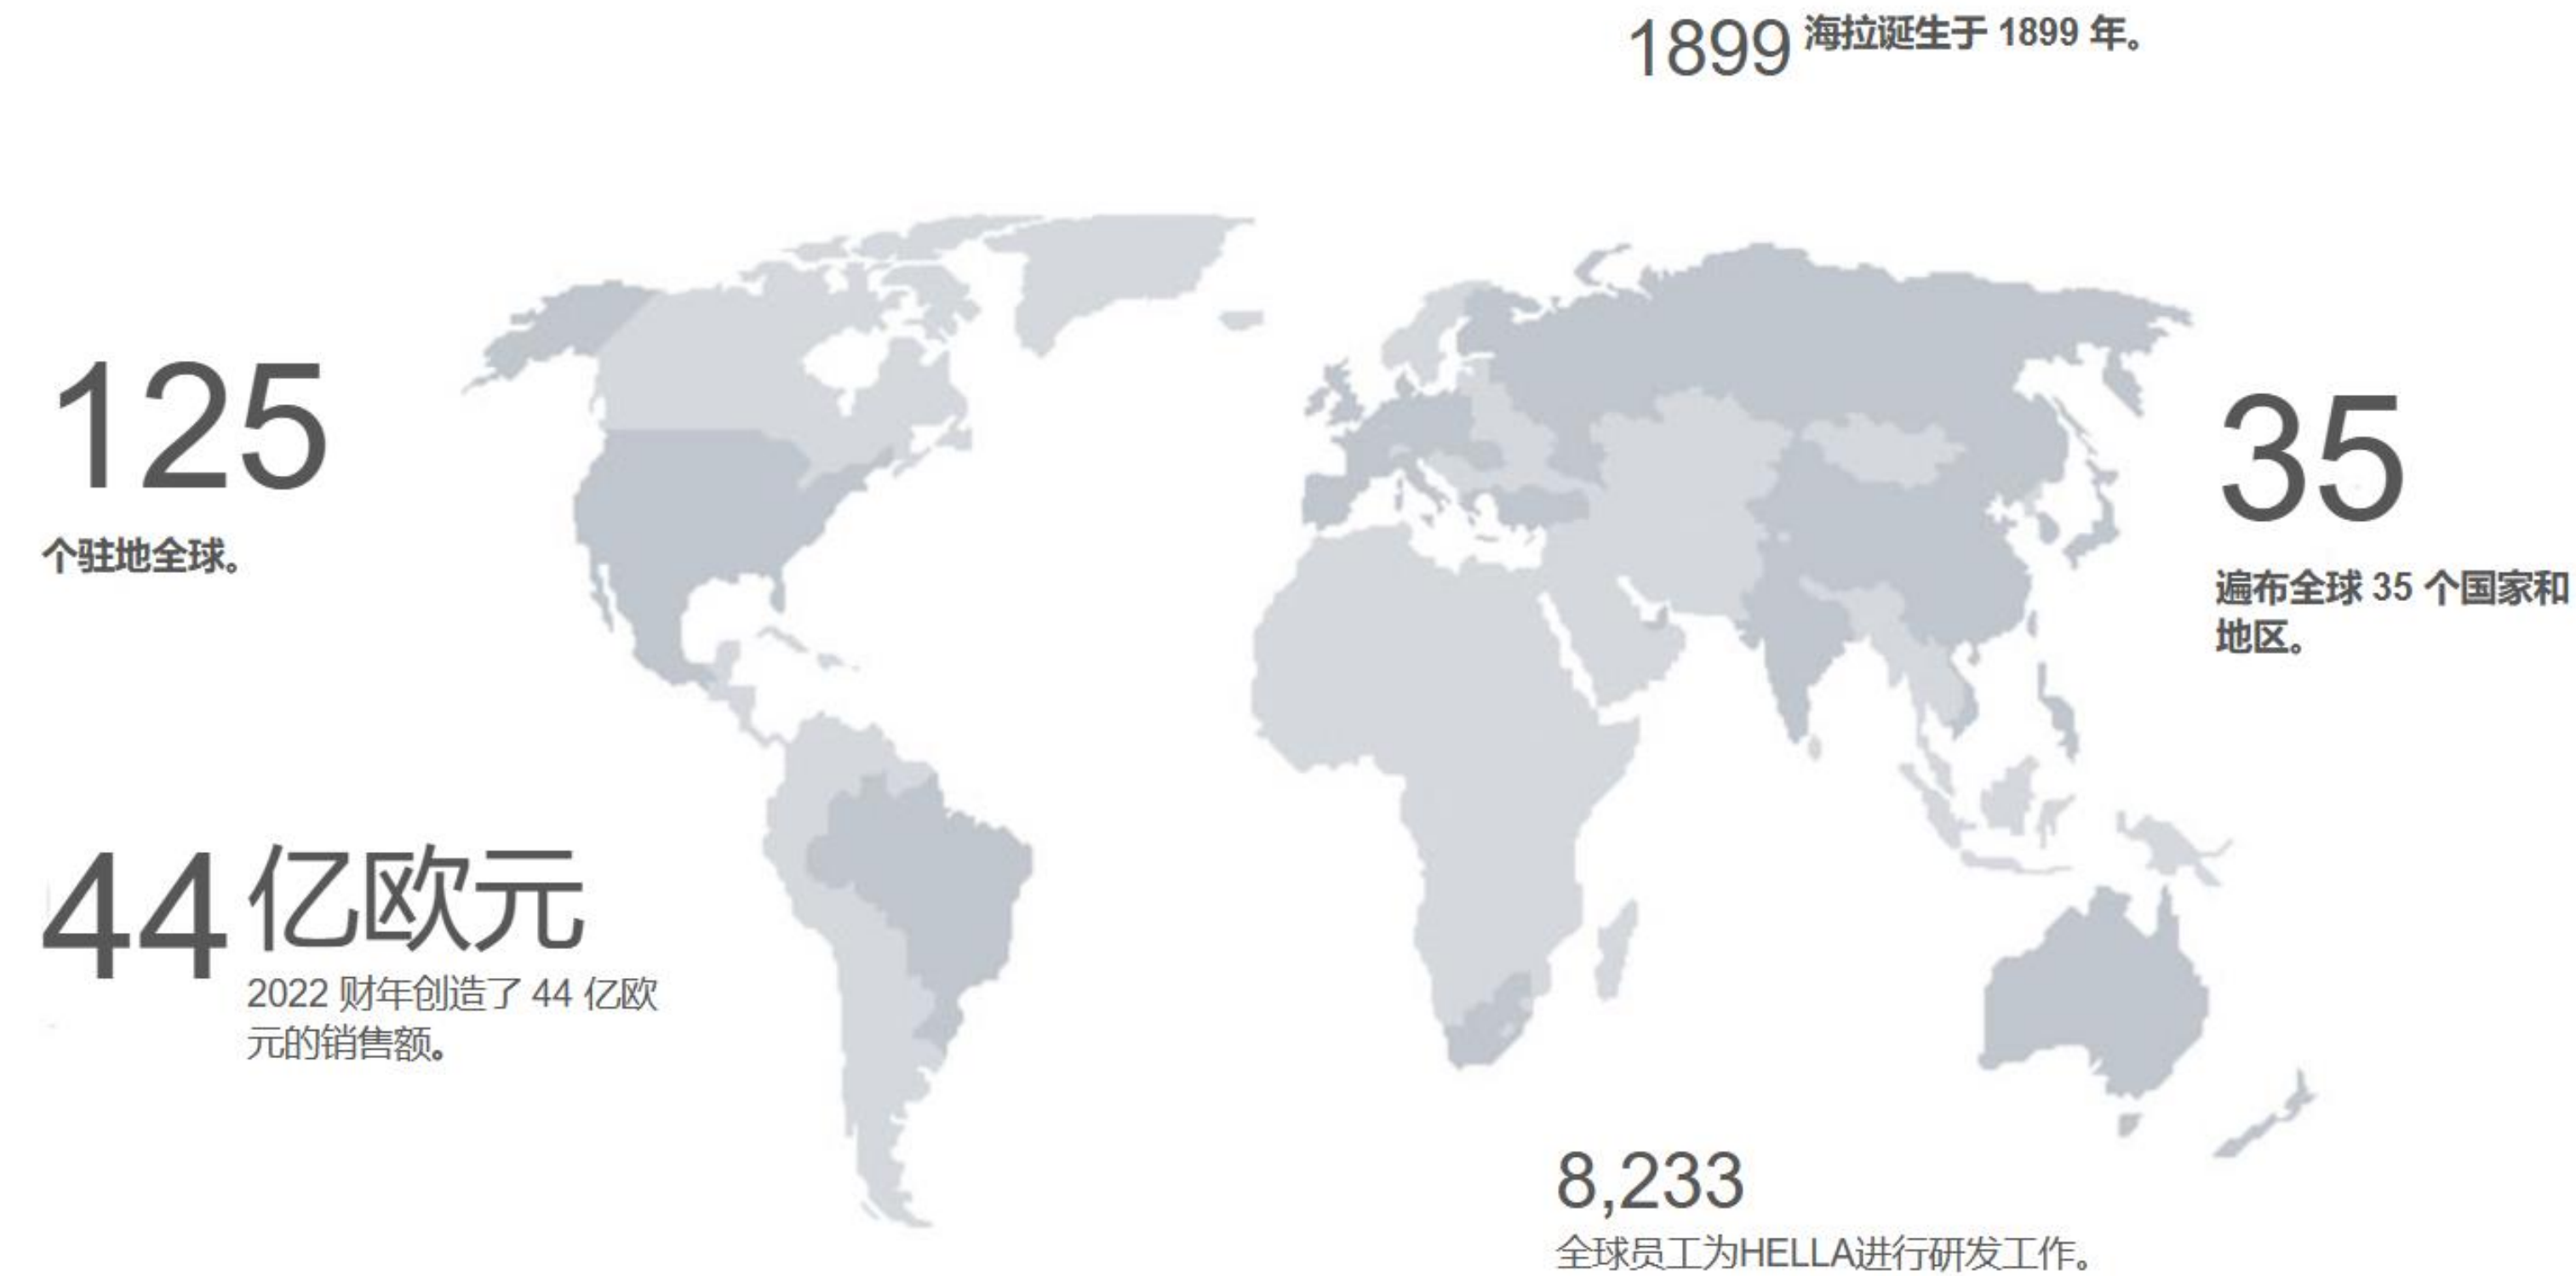 1899 海拉诞生于 1899 年。
125
个驻地全球。
35
遍布全球 35 个国家和
地区。
44 亿欧元
2022 财年创造了 44 亿欧
元的销售额。
8,233
全球员工为HELLA进行研发工作。